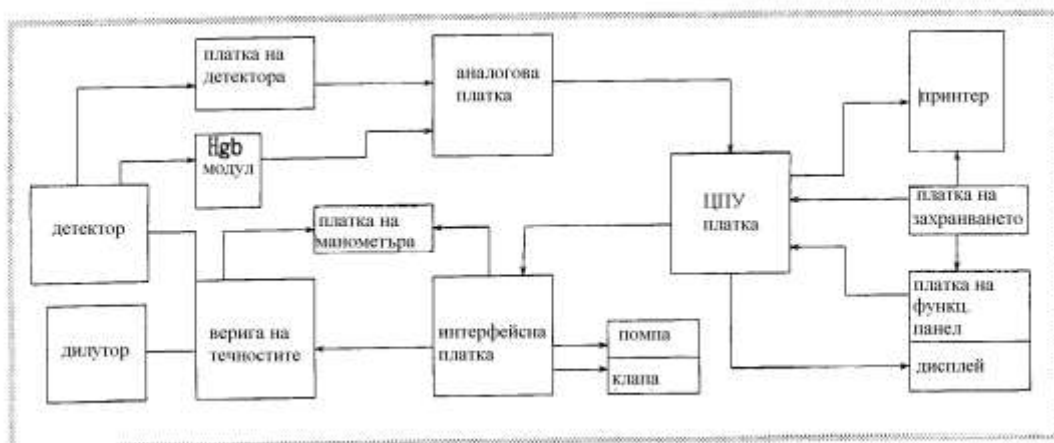 платка на
детектора
аналогова
платка
принтер
Hgb
модул
детектор
платка на
манометъра
ЦПУ
платка
платка на
захранването
дилутор
верига на
течностите
интерфейсна
платка
помпа
клапа
платка на
функц.
панел
дисплей